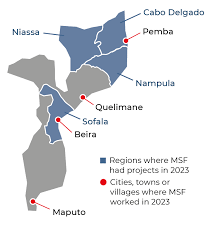 Cabo Delgado
Niassa
Pemba
Nampula
Quelimane
Sofala
Beira
Regions where MSF
had projects in 2023
Cities, towns or
villages where MSF
worked in 2023
Maputo